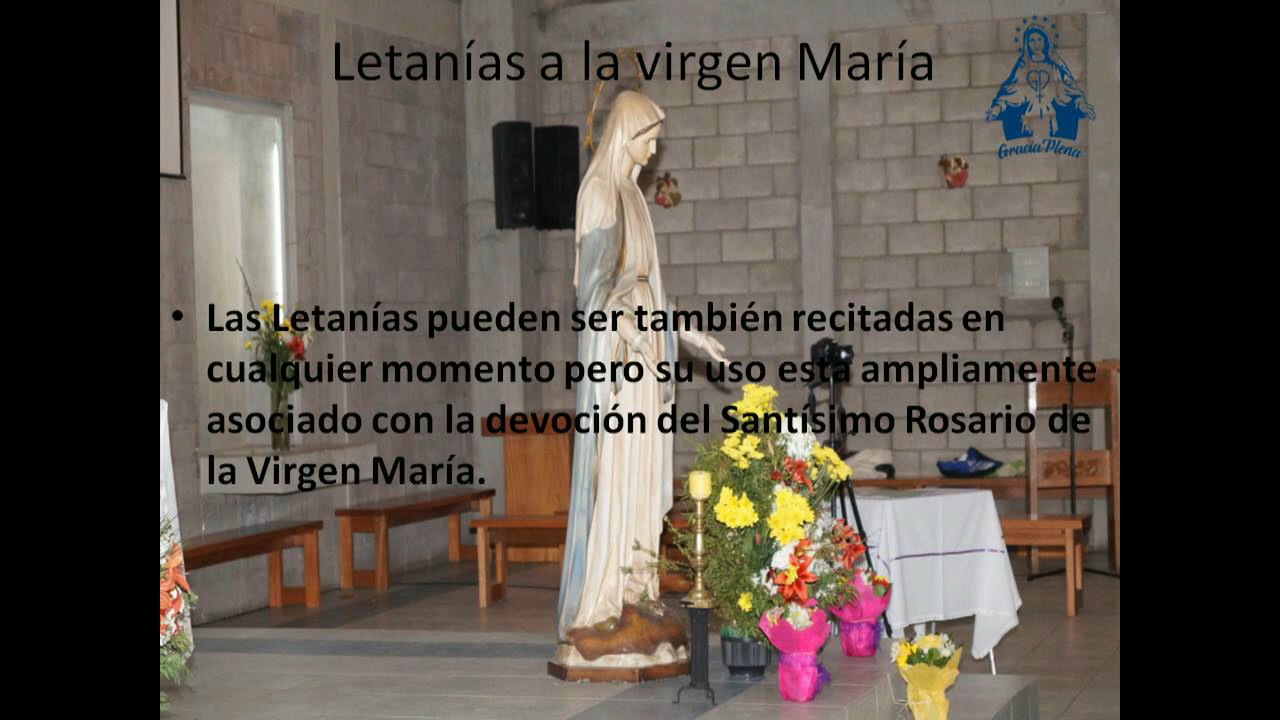 Letanías a la virgen María
Gracia Plena
• Las Letanías pueden ser también recitadas en
cualquier momento pero su uso está ampliamente
asociado con la devoción del Santísimo Rosario de
la Virgen María.